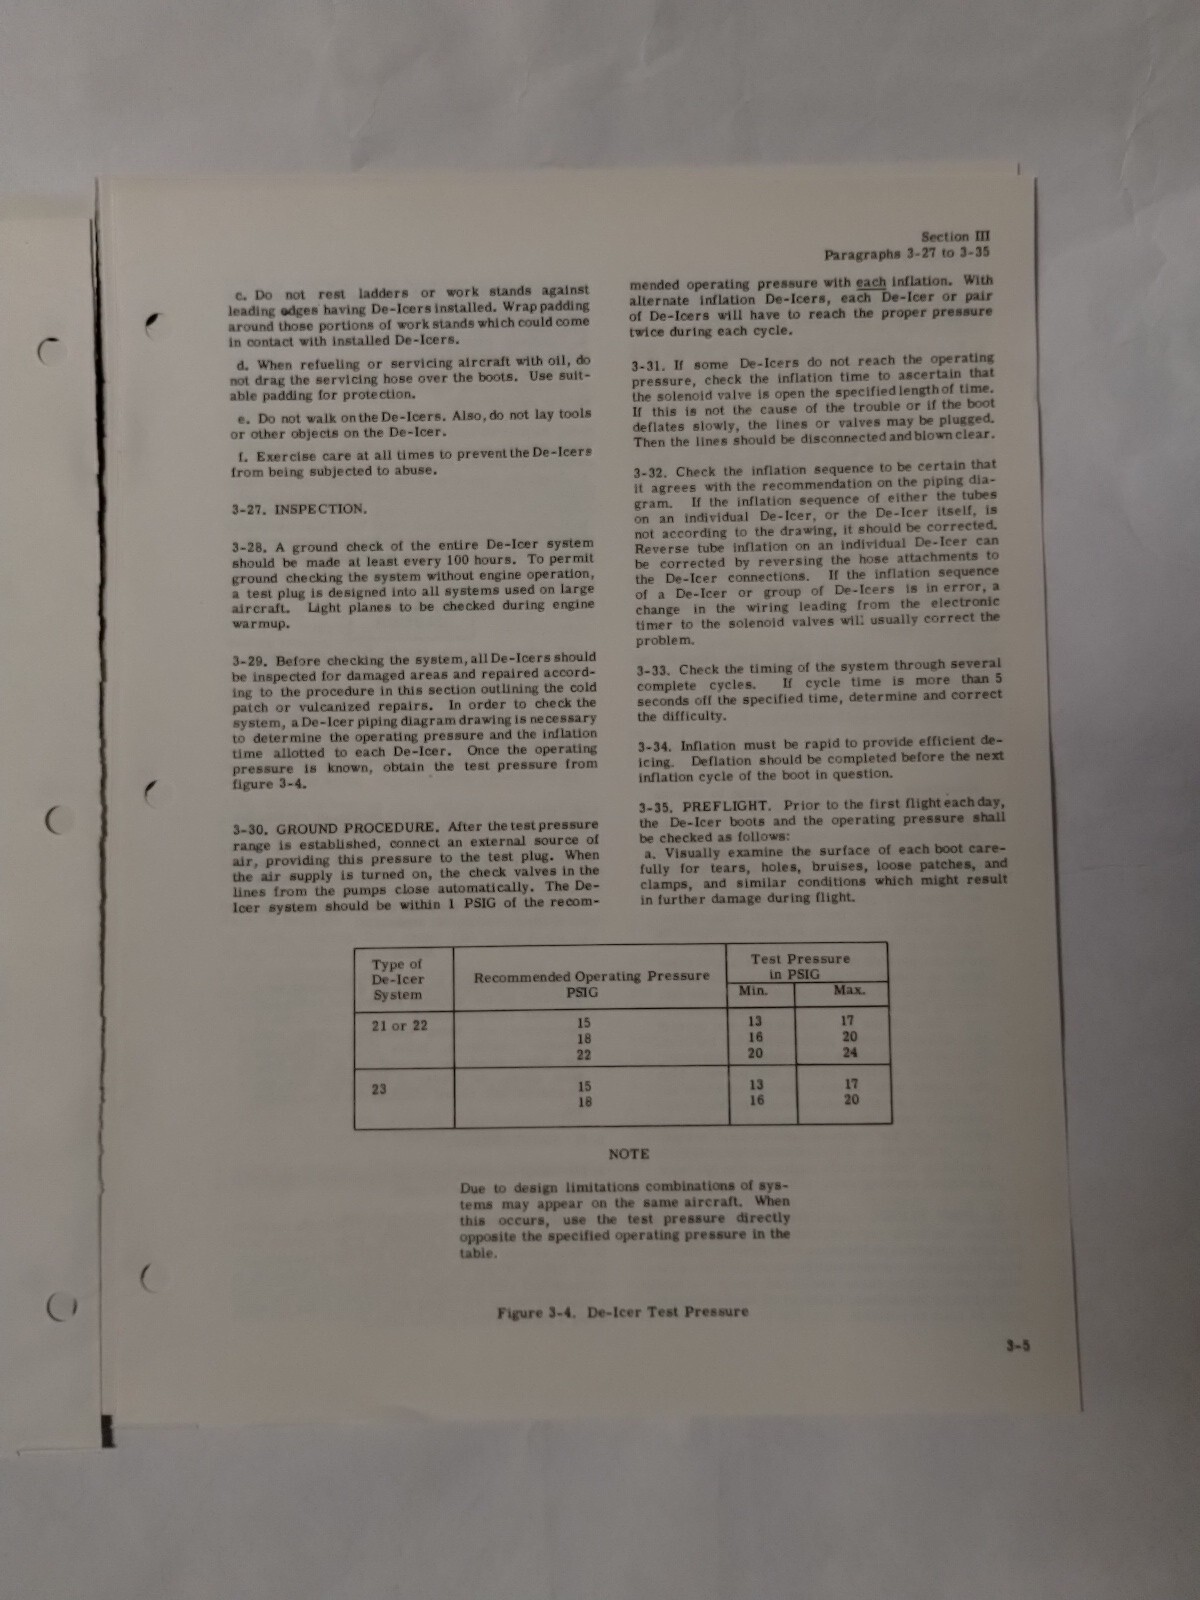 Section III
Paragraphs 3-27 to 3-35
c. Do not rest ladders or work stands against
leading edges having De-Icers installed. Wrap padding
around those portions of work stands which could come
in contact with installed De-Icers.
d. When refueling or servicing aircraft with oil, do
not drag the servicing hose over the boots. Use suit-
able padding for protection.
e. Do not walk on the De-Icers. Also, do not lay tools
or other objects on the De-Icer.
f. Exercise care at all times to prevent the De-Icers
from being subjected to abuse.
3-27. INSPECTION.
3-28. A ground check of the entire De-Icer system
should be made at least every 100 hours. To permit
ground checking the system without engine operation,
a test plug is designed into all systems used on large
aircraft. Light planes to be checked during engine
warmup.
3-29. Before checking the system, all De-Icers should
be inspected for damaged areas and repaired accord-
ing to the procedure in this section outlining the cold
patch or vulcanized repairs. In order to check the
system, a De-Icer piping diagram drawing is necessary
to determine the operating pressure and the inflation
time allotted to each De-Icer. Once the operating
pressure is known, obtain the test pressure from
figure 3-4.
3-30. GROUND PROCEDURE. After the test pressure
range is established, connect an external source of
air, providing this pressure to the test plug. When
the air supply is turned on, the check valves in the
lines from the pumps close automatically. The De-
Icer system should be within 1 PSIG of the recom-
mended operating pressure with each inflation. With
alternate inflation De-Icers, each De-Icer or pair
of De-Icers will have to reach the proper pressure
twice during each cycle.
3-31. If some De-Icers do not reach the operating
pressure, check the inflation time to ascertain that
the solenoid valve is open the specified length of time.
If this is not the cause of the trouble or if the boot
deflates slowly, the lines or valves may be plugged.
Then the lines should be disconnected and blown clear.
3-32. Check the inflation sequence to be certain that
it agrees with the recommendation on the piping dia-
gram. If the inflation sequence of either the tubes
on an individual De-Icer, or the De-Icer itself, is
not according to the drawing, it should be corrected.
Reverse tube inflation on an individual De-Icer can
be corrected by reversing the hose attachments to
the De-Icer connections. If the inflation sequence
of a De-Icer or group of De-Icers is in error, a
change in the wiring leading from the electronic
timer to the solenoid valves will usually correct the
problem.
3-33. Check the timing of the system through several
complete cycles. If cycle time is more than 5
seconds off the specified time, determine and correct
the difficulty.
3-34. Inflation must be rapid to provide efficient de-
icing. Deflation should be completed before the next
inflation cycle of the boot in question.
3-35. PREFLIGHT. Prior to the first flight each day,
the De-Icer boots and the operating pressure shall
be checked as follows:
a. Visually examine the surface of each boot care-
fully for tears, holes, bruises, loose patches, and
clamps, and similar conditions which might result
in further damage during flight.
Type of
De-Icer
System
Recommended Operating Pressure
PSIG
Test Pressure
in PSIG
Min. Max.
21 or 22 15 13 17
18 16 20
22 20 24
23 15 13 17
18 16 20
NOTE
Due to design limitations combinations of sys-
tems may appear on the same aircraft. When
this occurs, use the test pressure directly
opposite the specified operating pressure in the
table.
Figure 3-4. De-Icer Test Pressure
3-5